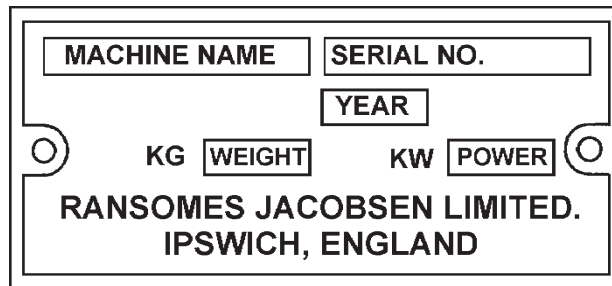 MACHINE NAME SERIAL NO.
YEAR
KG WEIGHT KW POWER
RANSOMES JACOBSEN LIMITED.
IPSWICH, ENGLAND